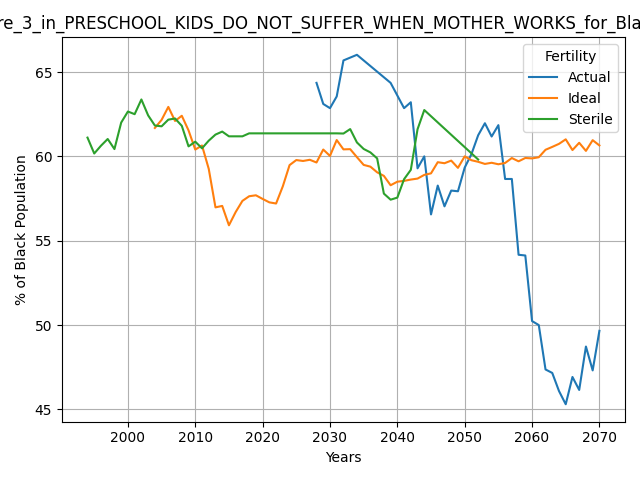 re_3_in_PRESCHOOL_KIDS_DO_NOT_SUFFER_WHEN_MOTHER_WORKS_for_Bla
Fertility
Actual
Ideal
Sterile
% of Black Population
65
60
55
50
45
2000 2010 2020 2030 2040 2050 2060 2070
Years